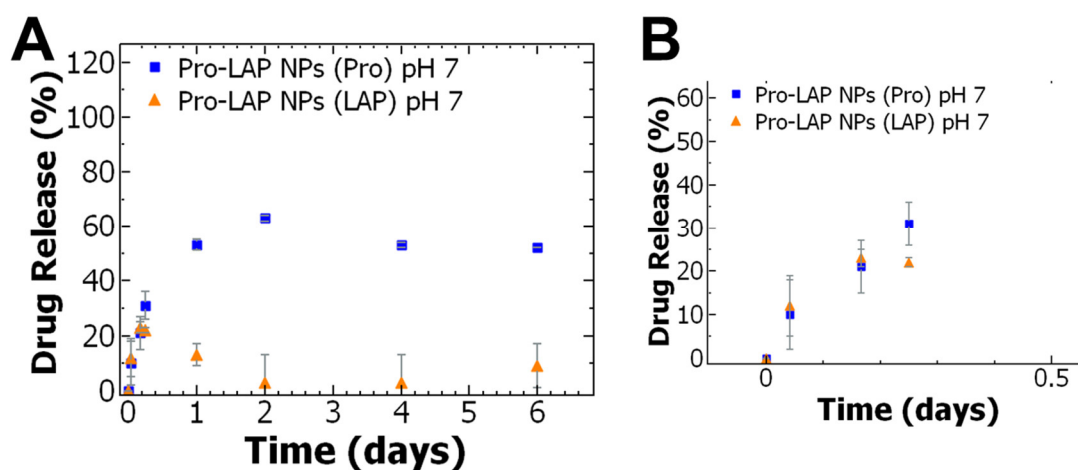 A
Drug Release (%)
120
100
80
60
40
20
0
Pro-LAP NPs (Pro) pH 7
Pro-LAP NPs (LAP) pH 7
0 1 2 4 6
Time (days)
B
Drug Release (%)
60
50
40
30
20
10
0
Pro-LAP NPs (Pro) pH 7
Pro-LAP NPs (LAP) pH 7
0 0.5
Time (days)